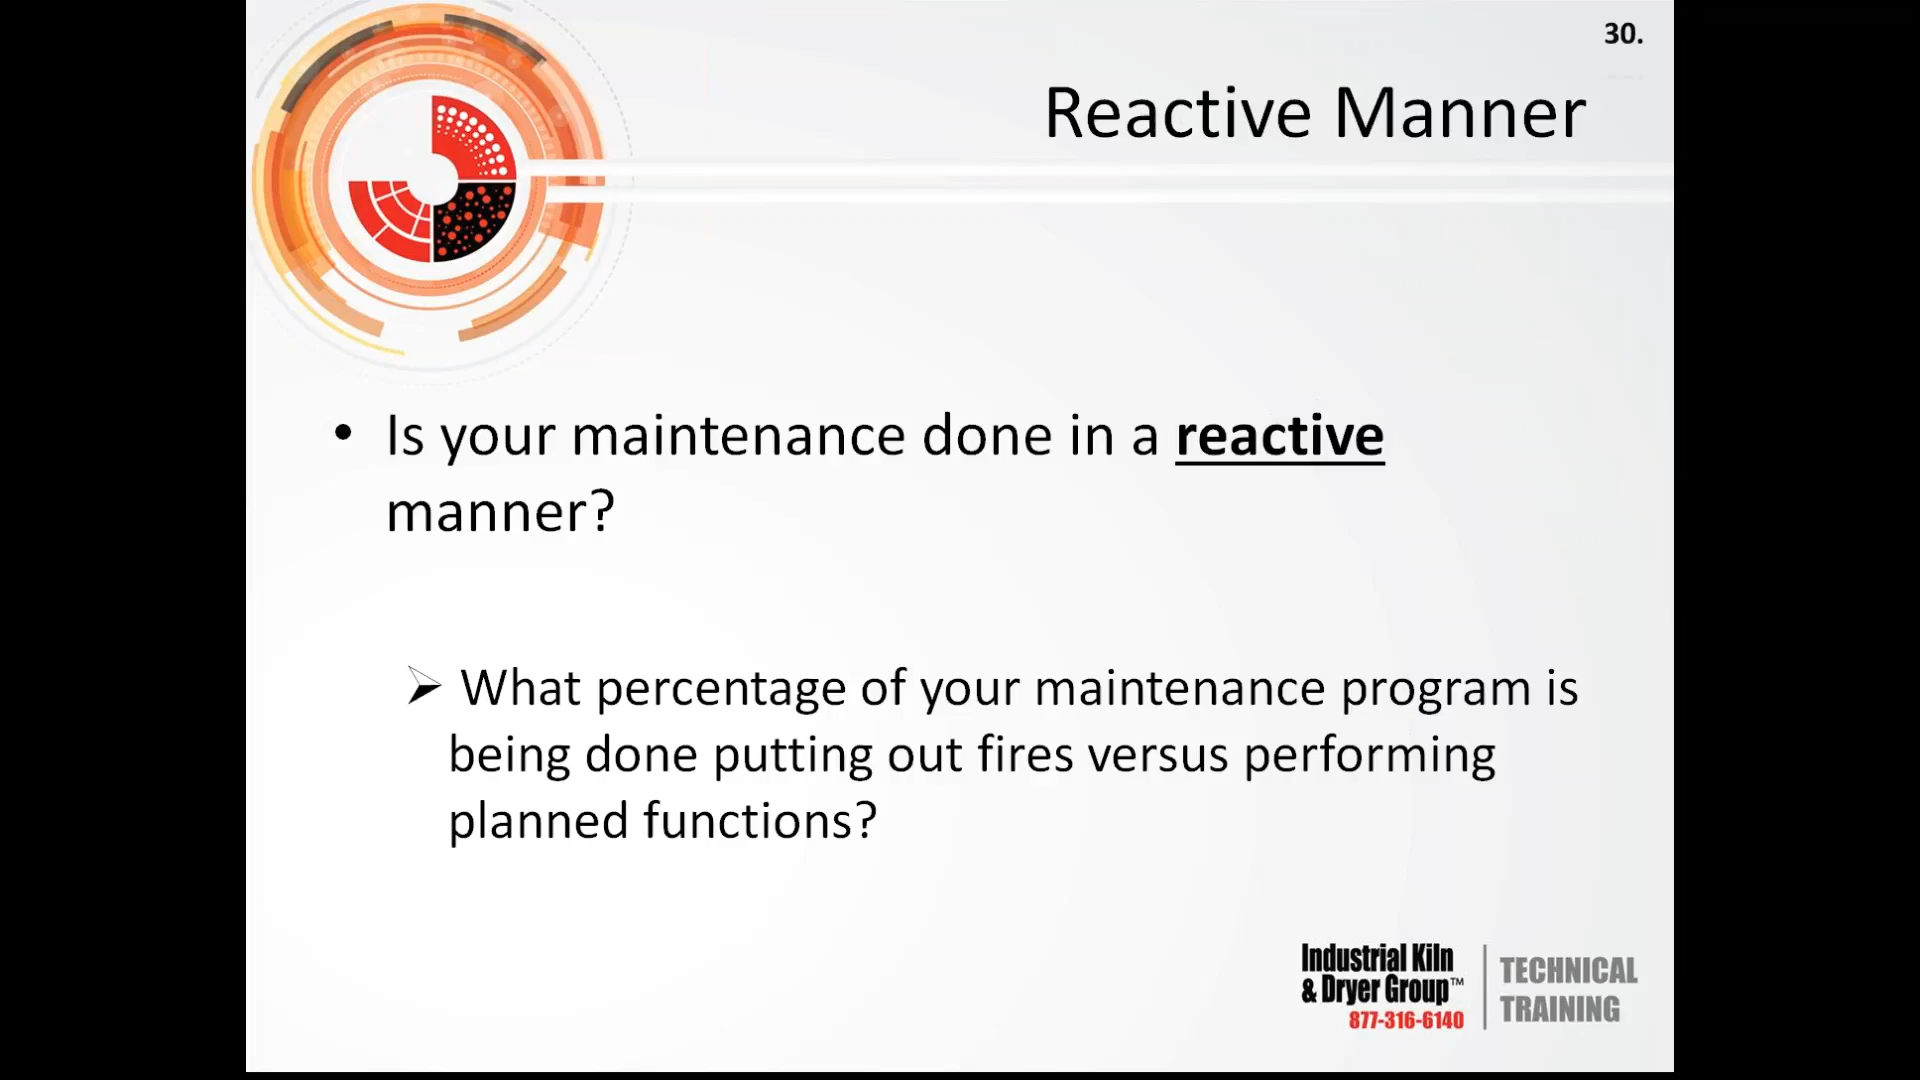 30.
Reactive Manner
• Is your maintenance done in a reactive
manner?
➢ What percentage of your maintenance program is
being done putting out fires versus performing
planned functions?
Industrial Kiln
& Dryer Group™
877-316-6140
TECHNICAL
TRAINING